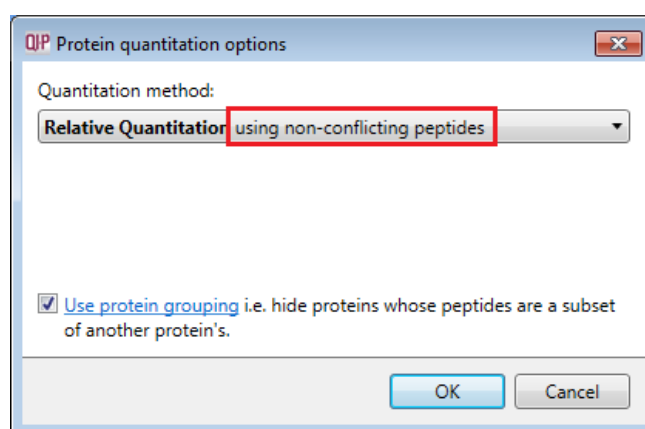 QIP Protein quantitation options
Quantitation method:
Relative Quantitation using non-conflicting peptides
Use protein grouping i.e. hide proteins whose peptides are a subset
of another protein's.
OK Cancel